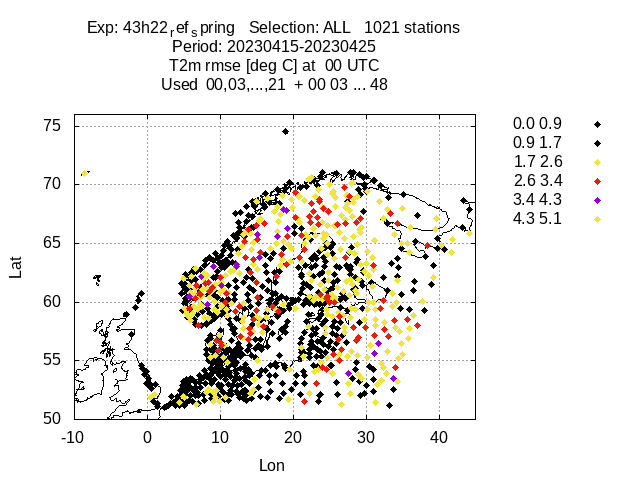 Exp: 43h22refspring Selection: ALL 1021 stations
Period: 20230415-20230425
T2m rmse [deg C] at 00 UTC
Used 00,03,...,21 + 00 03 ... 48
0.0 0.9
0.9 1.7
1.7 2.6
2.6 3.4
3.4 4.3
4.3 5.1
75
70
65
60
55
50
Lat
-10 0 10 20 30 40
Lon